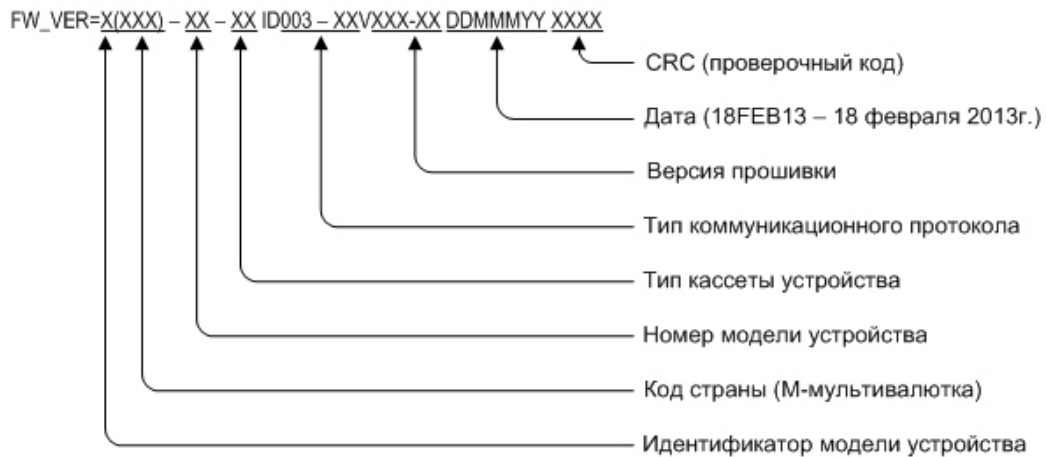 FW_VER=X(XXX) – XX – XX ID003 – XXVXXX-XX DDMMMYY XXXX
CRC (проверочный код)
Дата (18FEB13 – 18 февраля 2013г.)
Версия прошивки
Тип коммуникационного протокола
Тип кассеты устройства
Номер модели устройства
Код страны (М-мультивалютка)
Идентификатор модели устройства